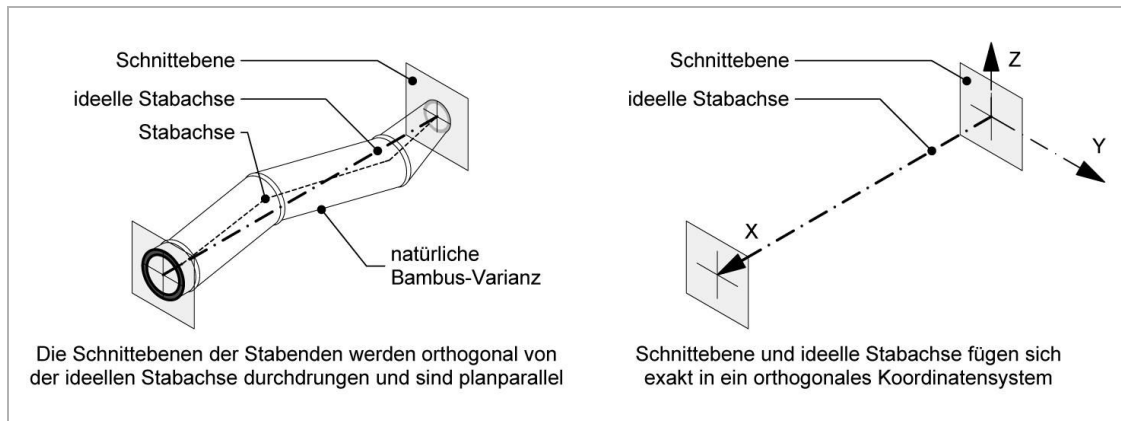 Schnittebene
ideelle Stabachse
Stabachse
natürliche
Bambus-Varianz
Die Schnittebenen der Stabenden werden orthogonal von
der ideellen Stabachse durchdrungen und sind planparallel
Schnittebene
ideelle Stabachse
Z
Y
X
Schnittebene und ideelle Stabachse fügen sich
exakt in ein orthogonales Koordinatensystem